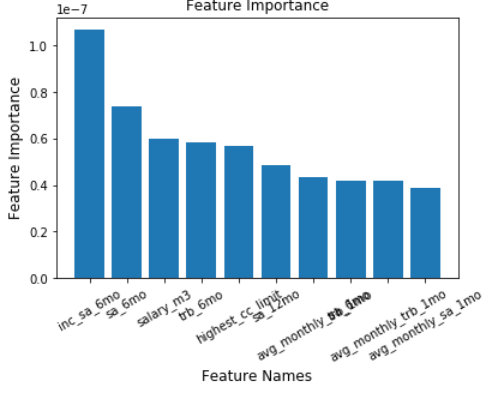 Feature Importance
1e−7
1.0
0.8
0.6
0.4
0.2
0.0
Feature Importance
inc_sa_6mo
sa_6mo
salary_m3
trb_6mo
highest_cc_limit
sa_12mo
avg_monthly_trb_1mo
avg_monthly_sa_1mo
Feature Names